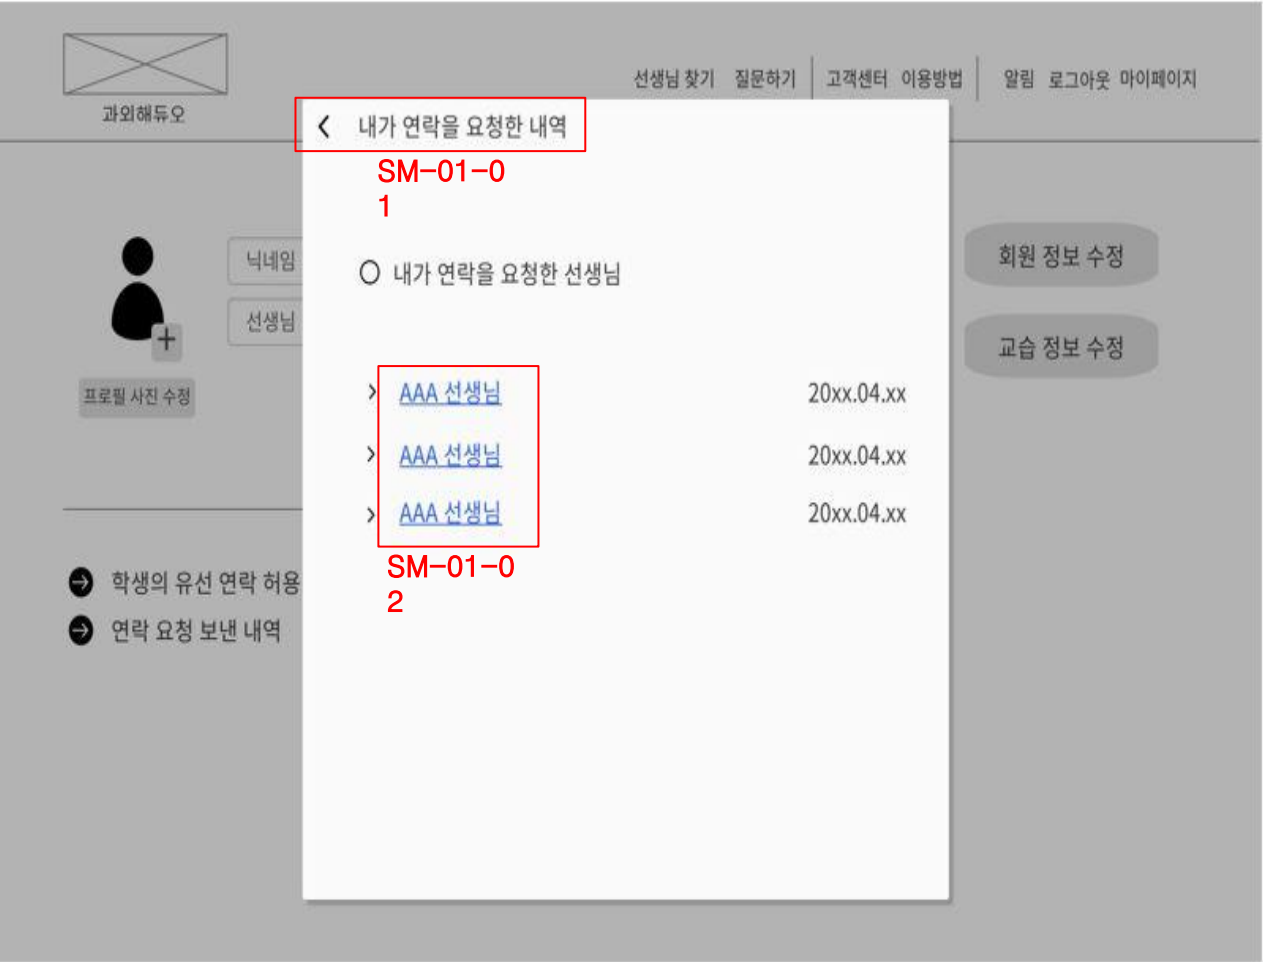 선생님 찾기 질문하기 고객센터 이용방법 알림 로그아웃 마이페이지
과외해듀오
내가 연락을 요청한 내역
SM-01-0
1
닉네임
선생님
프로필 사진 수정
회원 정보 수정
교습 정보 수정
내가 연락을 요청한 선생님
AAA 선생님 20xx.04.xx
AAA 선생님 20xx.04.xx
AAA 선생님 20xx.04.xx
SM-01-0
2
학생의 유선 연락 허용
연락 요청 보낸 내역